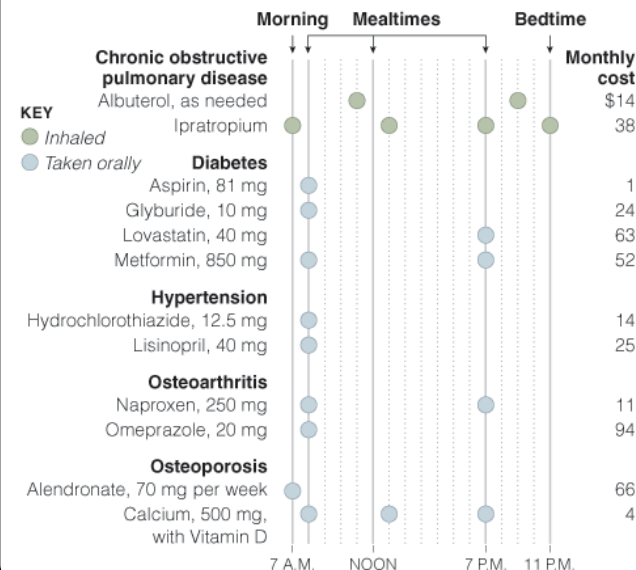 Morning Mealtimes Bedtime
Chronic obstructive pulmonary disease Monthly cost
Albuterol, as needed $14
KEY
Inhaled
Taken orally
Ipratropium 38
Diabetes
Aspirin, 81 mg 1
Glyburide, 10 mg 24
Lovastatin, 40 mg 63
Metformin, 850 mg 52
Hypertension
Hydrochlorothiazide, 12.5 mg 14
Lisinopril, 40 mg 25
Osteoarthritis
Naproxen, 250 mg 11
Omeprazole, 20 mg 94
Osteoporosis
Alendronate, 70 mg per week 66
Calcium, 500 mg, 4
with Vitamin D
7 A.M. NOON 7 P.M. 11 P.M.